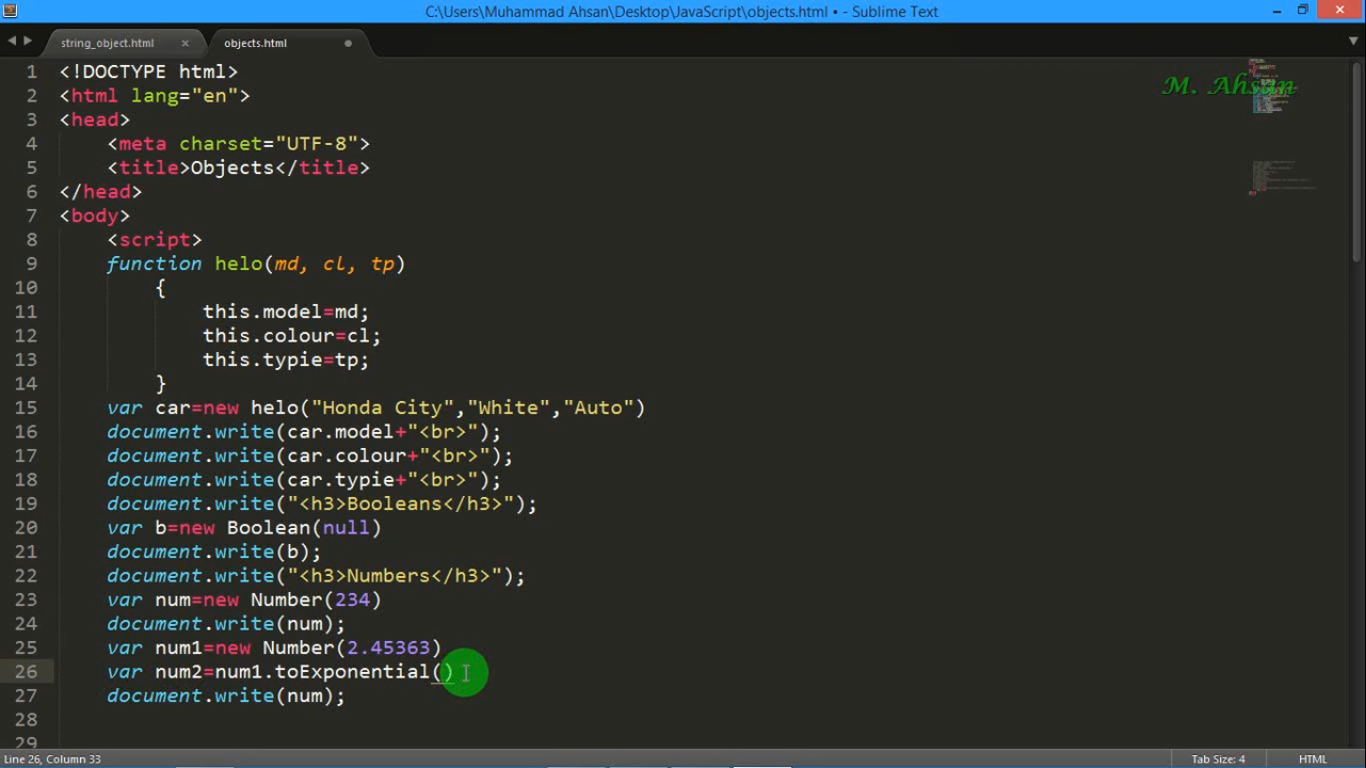 C:\Users\Muhammad Ahsan\Desktop\JavaScript\objects.html • - Sublime Text
string_object.html
objects.html
M. Ahsan
1 <!DOCTYPE html>
2 <html lang="en">
3 <head>
4 <meta charset="UTF-8">
5 <title>Objects</title>
6 </head>
7 <body>
8 <script>
9 function helo(md, cl, tp)
10 {
11 this.model=md;
12 this.colour=cl;
13 this.typie=tp;
14 }
15 var car=new helo("Honda City","White","Auto")
16 document.write(car.model+"<br>");
17 document.write(car.colour+"<br>");
18 document.write(car.typie+"<br>");
19 document.write("<h3>Booleans</h3>");
20 var b=new Boolean(null)
21 document.write(b);
22 document.write("<h3>Numbers</h3>");
23 var num=new Number(234)
24 document.write(num);
25 var num1=new Number(2.45363)
26 var num2=num1.toExponential()
27 document.write(num);
28
29
Line 26, Column 33
Tab Size: 4
HTML